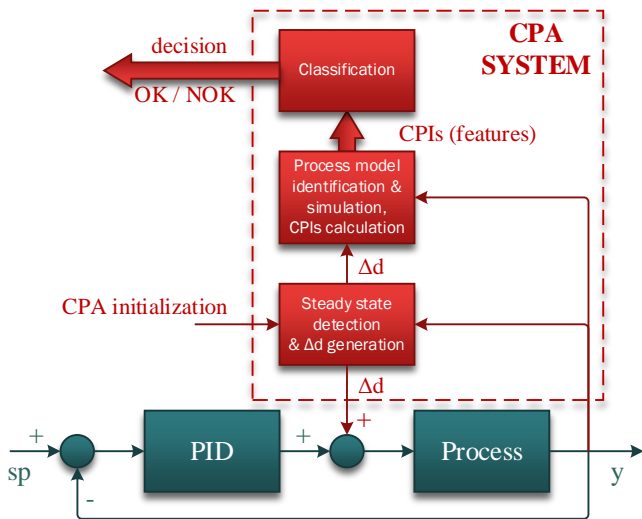 decision
OK / NOK
Classification
CPA
SYSTEM
CPIs (features)
Process model
identification &
simulation,
CPIs calculation
Δd
CPA initialization
Steady state
detection
& Δd generation
Δd
+
+
+
sp
-
PID
Process
y